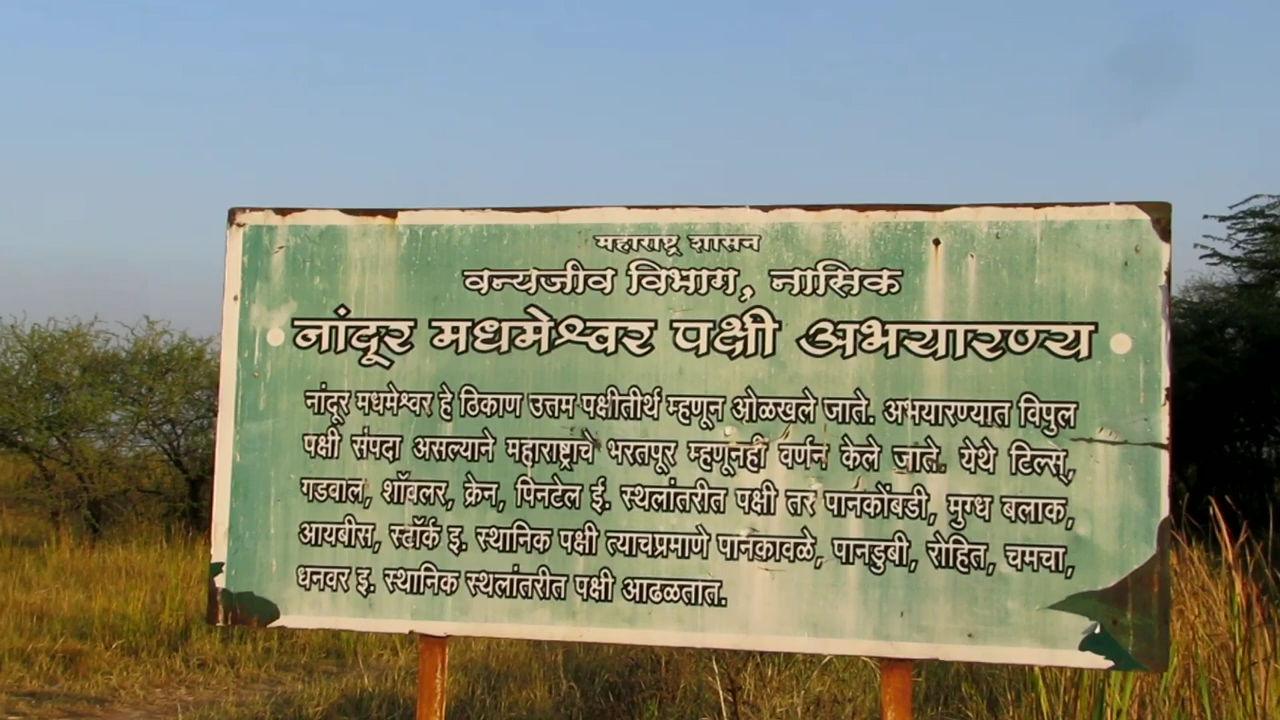 महाराष्ट्र शासन
वन्यजीव विभाग, नासिक
• नांदूर मधमेश्वर पक्षी अभयारण्य •
नांदूर मधमेश्वर हे ठिकाण उत्तम पक्षीतीर्थ म्हणून ओळखले जाते. अभयारण्यात विपुल
पक्षी संपदा असल्याने महाराष्ट्राचे भरतपूर म्हणूनही वर्णन केले जाते. येथे टिल्स्,
गडवाल, शॉवलर, क्रेन, पिनटेल ई. स्थलांतरीत पक्षी तर पानकोंबडी, मुग्ध बलाक,
आयबीस, स्टॉर्क इ. स्थानिक पक्षी त्याचप्रमाणे पानकावळे, पानडुबी, रोहित, चमचा,
धनवर इ. स्थानिक स्थलांतरीत पक्षी आढळतात.